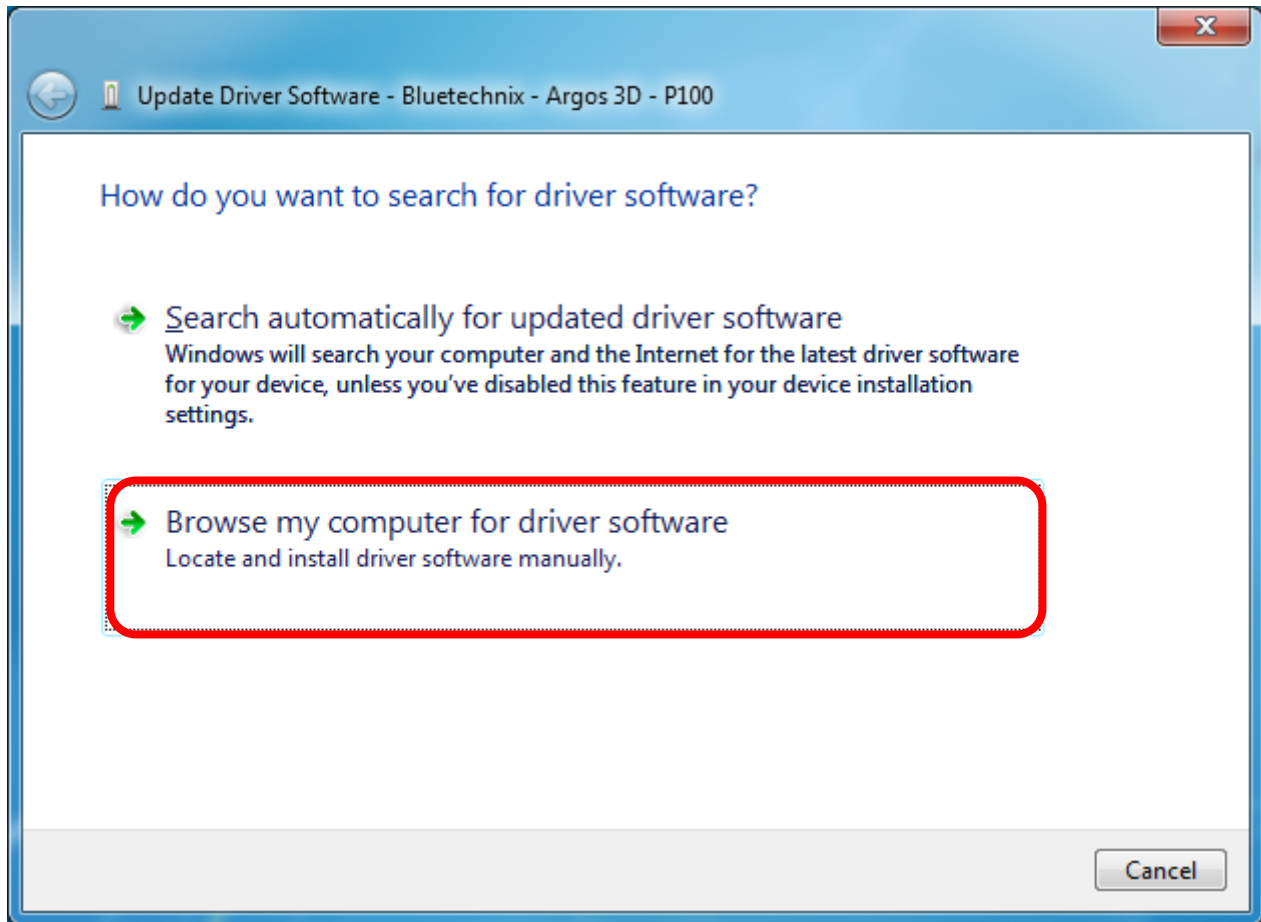 Update Driver Software - Bluetechnix - Argos 3D - P100
How do you want to search for driver software?
Search automatically for updated driver software
Windows will search your computer and the Internet for the latest driver software
for your device, unless you've disabled this feature in your device installation
settings.
Browse my computer for driver software
Locate and install driver software manually.
Cancel